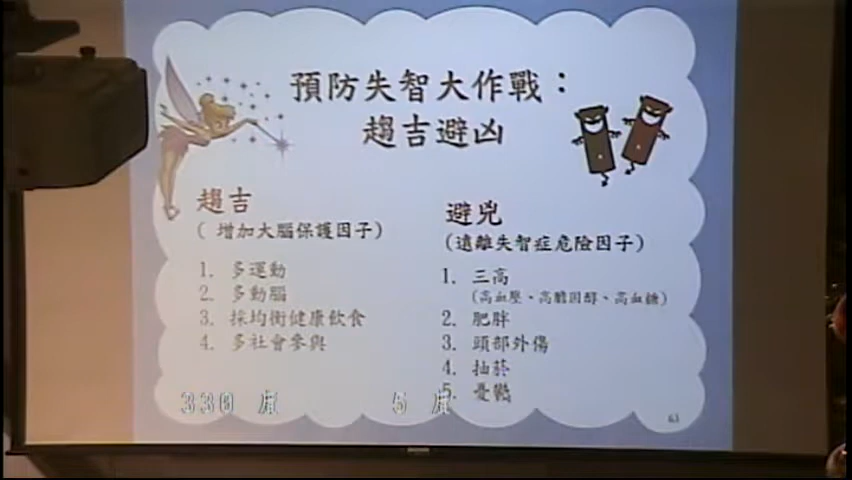 預防失智大作戰：
趨吉避凶
趨吉
( 增加大腦保護因子)
1. 多運動
2. 多動腦
3. 採均衡健康飲食
4. 多社會參與
避兇
(遠離失智症危險因子)
1. 三高
(高血壓、高膽固醇、高血糖)
2. 肥胖
3. 頭部外傷
4. 抽菸
5. 憂鬱
63
330 度
5 度